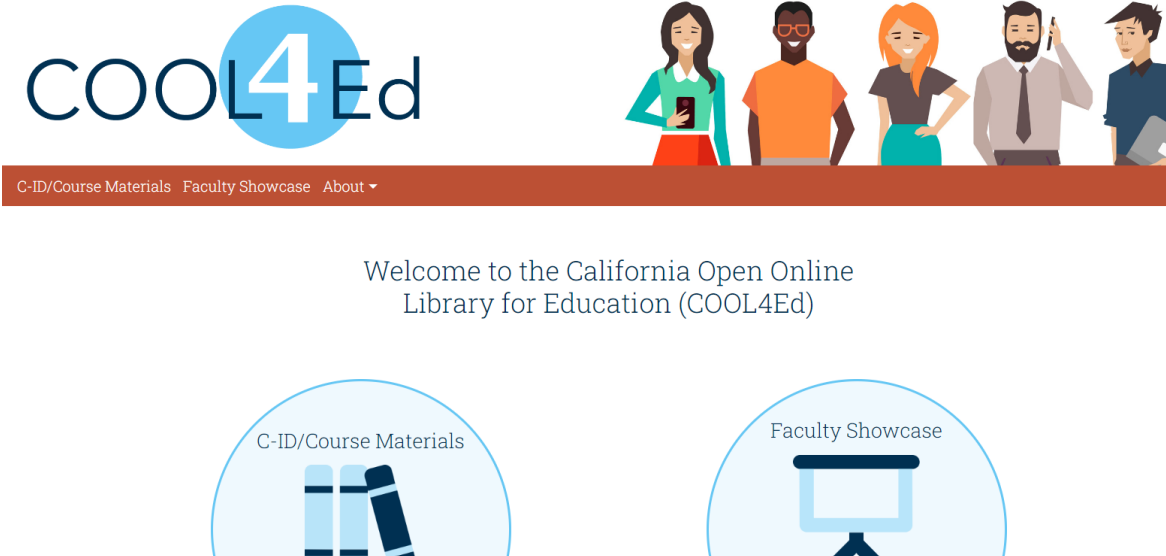 COOL4Ed
C-ID/Course Materials Faculty Showcase About
Welcome to the California Open Online
Library for Education (COOL4Ed)
C-ID/Course Materials
Faculty Showcase